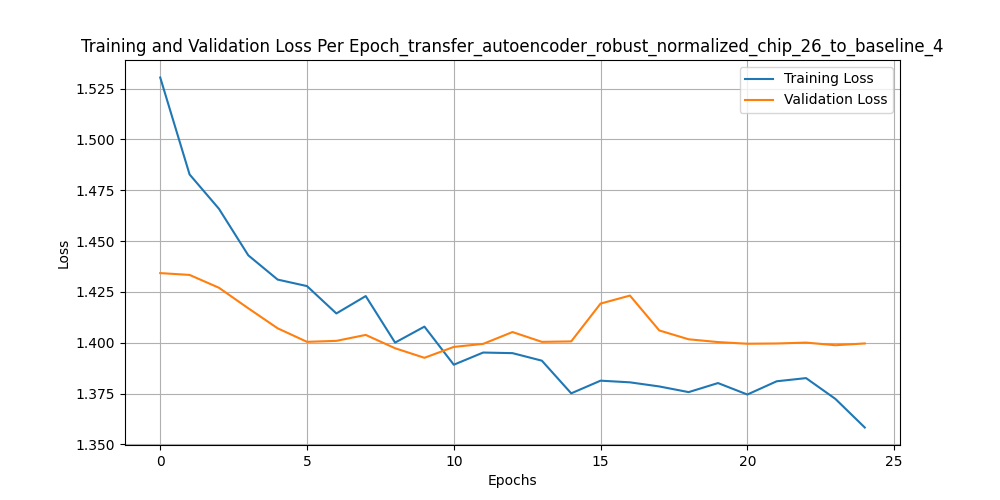 Training and Validation Loss Per Epoch_transfer_autoencoder_robust_normalized_chip_26_to_baseline_4
Training Loss
Validation Loss
1.525
1.500
1.475
1.450
1.425
1.400
1.375
1.350
Loss
0 5 10 15 20 25
Epochs